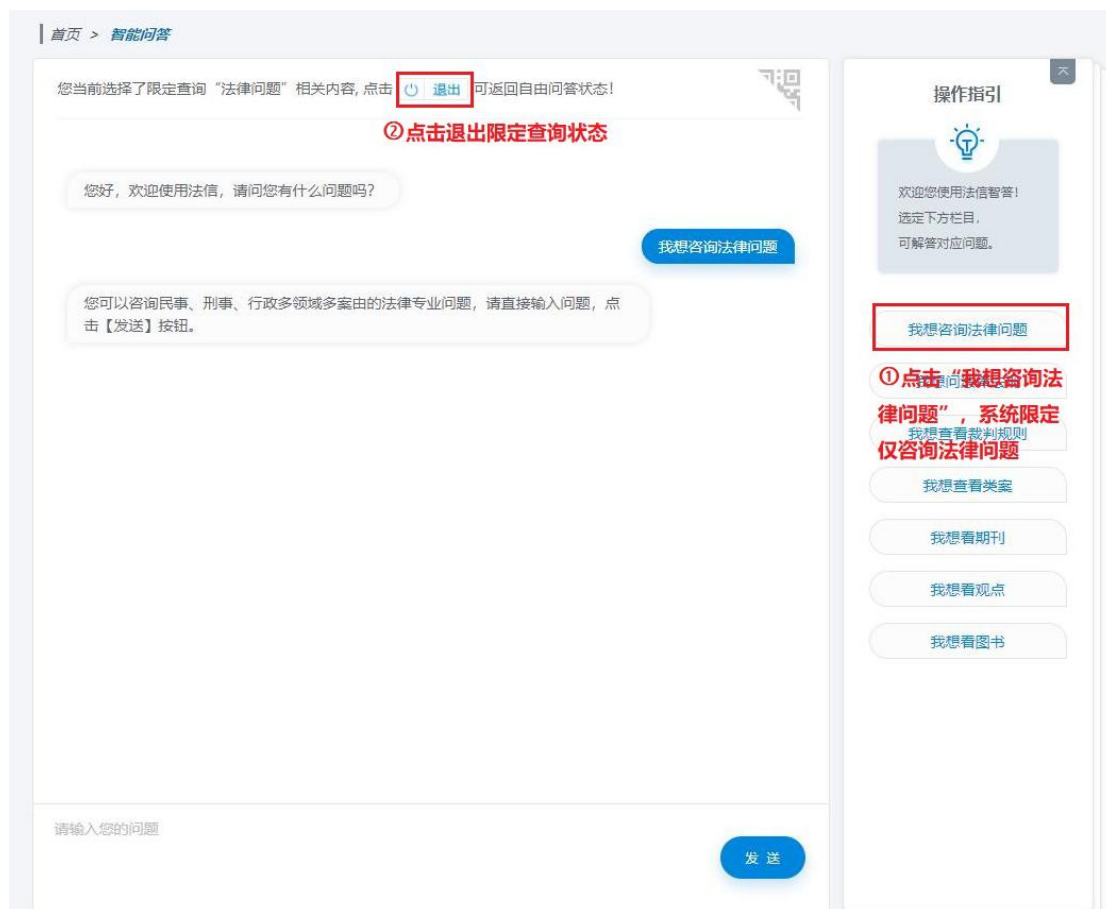 首页 > 智能问答
您当前选择了限定查询“法律问题”相关内容, 点击 退出 可返回自由问答状态!
②点击退出限定查询状态
您好，欢迎使用法信，请问您有什么问题吗?
我想咨询法律问题
您可以咨询民事、刑事、行政多领域多案由的法律专业问题，请直接输入问题，点
击【发送】按钮。
请输入您的问题
发 送
操作指引
欢迎您使用法信智答!
选定下方栏目，
可解答对应问题。
我想咨询法律问题
①点击“我想咨询法
律问题”，系统限定
我想查看裁判规则
仅咨询法律问题
我想查看类案
我想看期刊
我想看观点
我想看图书